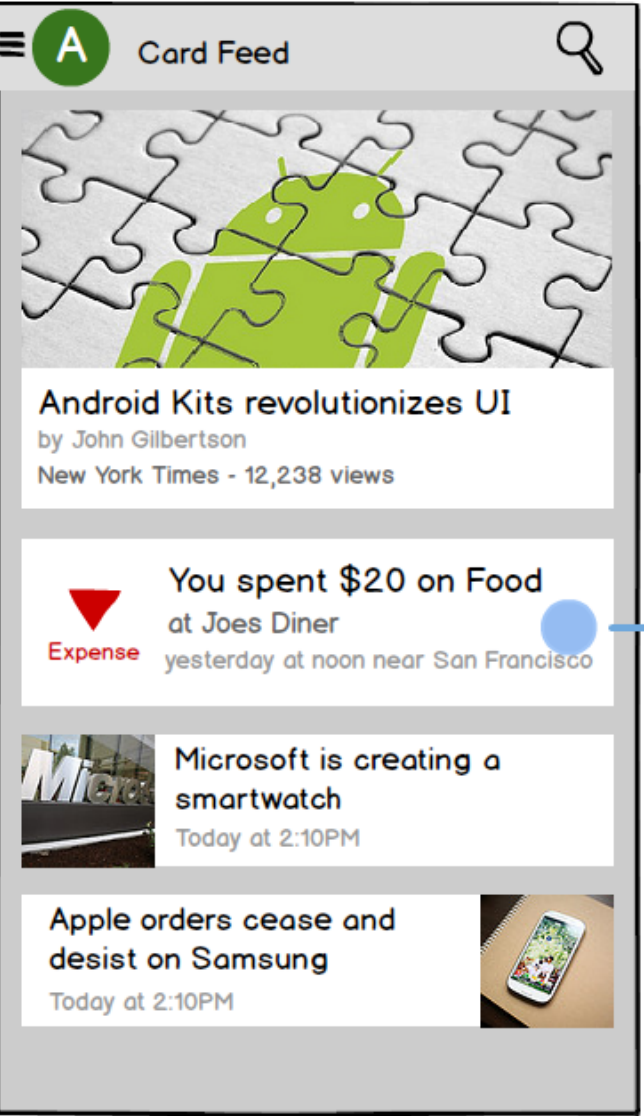 A
Card Feed
Android Kits revolutionizes UI
by John Gilbertson
New York Times - 12,238 views
You spent $20 on Food
at Joes Diner
Expense
yesterday at noon near San Francisco
Micros
Microsoft is creating a
smartwatch
Today at 2:10PM
Apple orders cease and
desist on Samsung
Today at 2:10PM